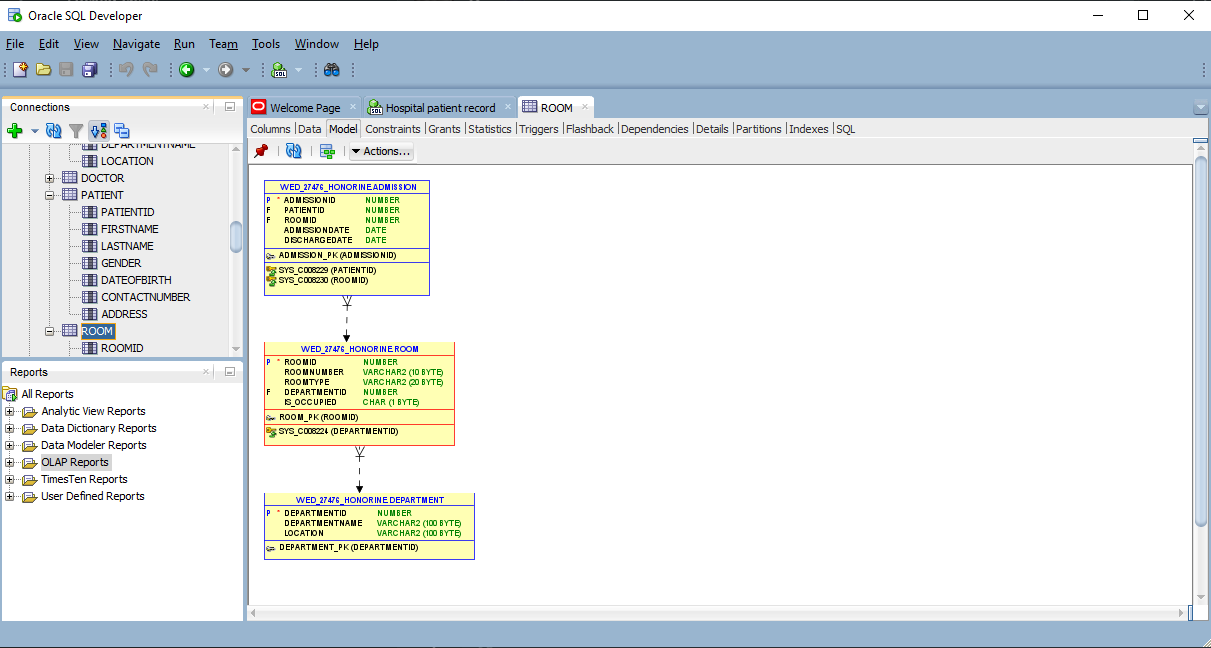 Oracle SQL Developer
File Edit View Navigate Run Team Tools Window Help
Connections
DEPARTMENTNAME
LOCATION
DOCTOR
PATIENT
PATIENTID
FIRSTNAME
LASTNAME
GENDER
DATEOFBIRTH
CONTACTNUMBER
ADDRESS
ROOM
ROOMID
Reports
All Reports
Analytic View Reports
Data Dictionary Reports
Data Modeler Reports
OLAP Reports
TimesTen Reports
User Defined Reports
Welcome Page Hospital patient record ROOM
Columns Data Model Constraints Grants Statistics Triggers Flashback Dependencies Details Partitions Indexes SQL
Actions...
WED_27476_HONORINE.ADMISSION
P * ADMISSIONID NUMBER
F PATIENTID NUMBER
F ROOMID NUMBER
ADMISSIONDATE DATE
DISCHARGEDATE DATE
ADMISSION_PK (ADMISSIONID)
SYS_C008229 (PATIENTID)
SYS_C008230 (ROOMID)
WED_27476_HONORINE.ROOM
P * ROOMID NUMBER
ROOMNUMBER VARCHAR2 (10 BYTE)
ROOMTYPE VARCHAR2 (20 BYTE)
F DEPARTMENTID NUMBER
IS_OCCUPIED CHAR (1 BYTE)
ROOM_PK (ROOMID)
SYS_C008224 (DEPARTMENTID)
WED_27476_HONORINE.DEPARTMENT
P * DEPARTMENTID NUMBER
DEPARTMENTNAME VARCHAR2 (100 BYTE)
LOCATION VARCHAR2 (100 BYTE)
DEPARTMENT_PK (DEPARTMENTID)